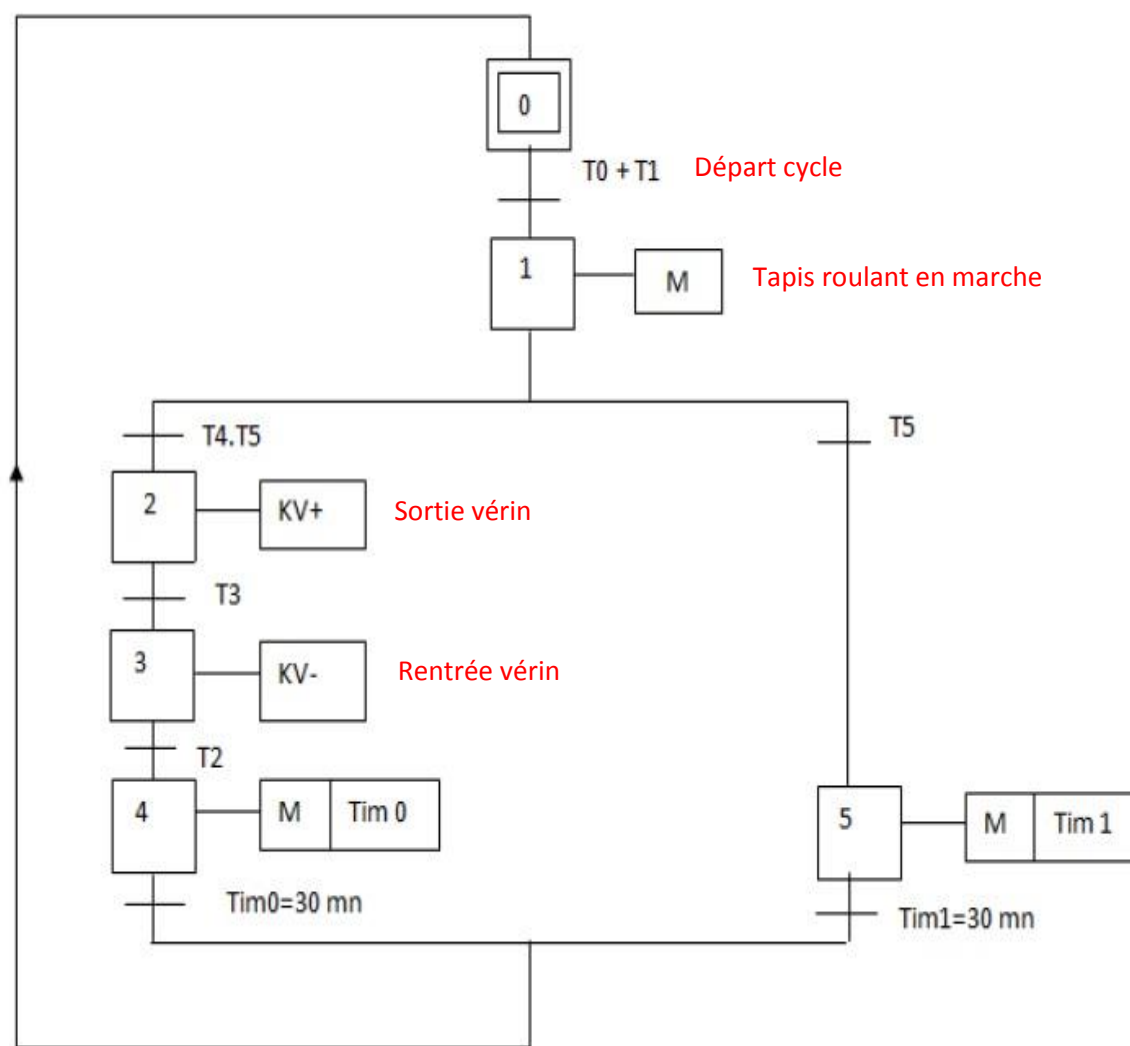 0
T0 + T1 Départ cycle
1 M Tapis roulant en marche
T4.T5
T5
2 KV+ Sortie vérin
T3
3 KV- Rentrée vérin
T2
4 M Tim 0
5 M Tim 1
Tim0=30 mn
Tim1=30 mn